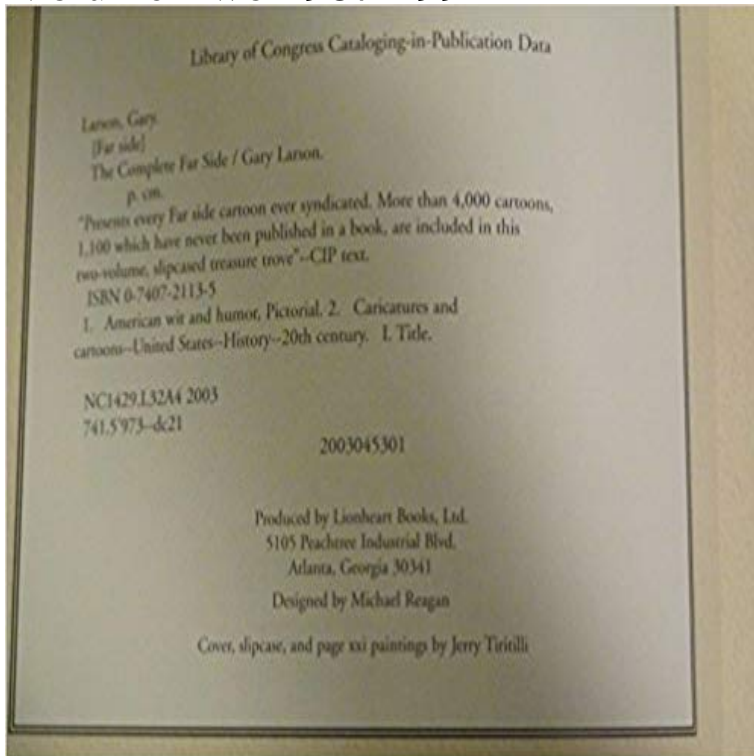 Library of Congress Cataloging-in-Publication Data
Larson, Gary.
[Far side]
The Complete Far Side / Gary Larson.
p. cm.
"Presents every Far side cartoon ever syndicated. More than 4,000 cartoons,
1,100 which have never been published in a book, are included in this
two-volume, slipcased treasure trove"--CIP text.
ISBN 0-7407-2113-5
1. American wit and humor, Pictorial. 2. Caricatures and
cartoons--United States--History--20th century. I. Title.
NC1429.L32A4 2003
741.5'973--dc21
2003045301
Produced by Lionheart Books, Ltd.
5105 Peachtree Industrial Blvd.
Atlanta, Georgia 30341
Designed by Michael Reagan
Cover, slipcase, and page xxi paintings by Jerry Tiritilli